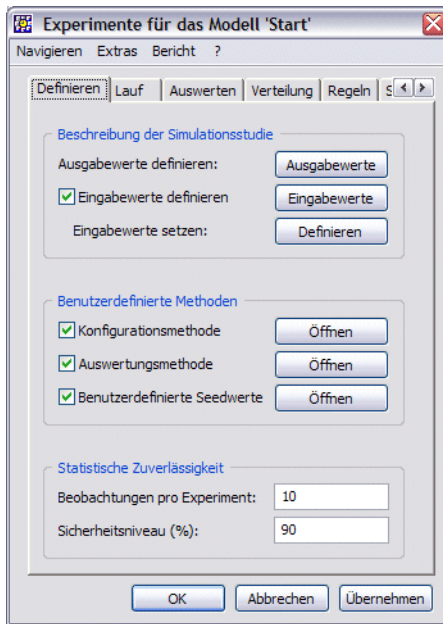 Experimente für das Modell 'Start'
Navigieren Extras Bericht ?
Definieren Lauf Auswerten Verteilung Regeln S
Beschreibung der Simulationsstudie
Ausgabewerte definieren: Ausgabewerte
Eingabewerte definieren Eingabewerte
Eingabewerte setzen: Definieren
Benutzerdefinierte Methoden
Konfigurationsmethode Öffnen
Auswertungsmethode Öffnen
Benutzerdefinierte Seedwerte Öffnen
Statistische Zuverlässigkeit
Beobachtungen pro Experiment: 10
Sicherheitsniveau (%): 90
OK Abbrechen Übernehmen